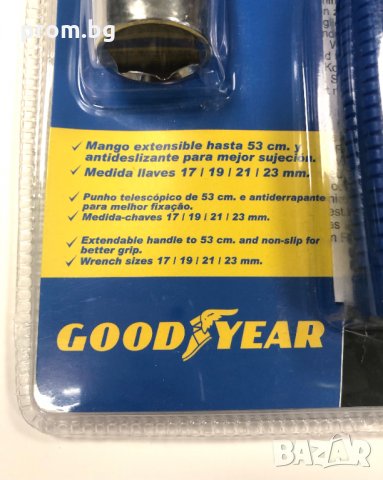 prom.bg
✓ Mango extensible hasta 53 cm. y
antideslizante para mejor sujeción.
✓ Medida llaves 17 / 19 / 21 / 23 mm.
✓ Punho telescópico de 53 cm. e antiderrapante
para melhor fixação.
✓ Medida-chaves 17 / 19 / 21 / 23 mm.
✓ Extendable handle to 53 cm. and non-slip for
better grip.
✓ Wrench sizes 17 / 19 / 21 / 23 mm.
GOODYEAR
BAZAR